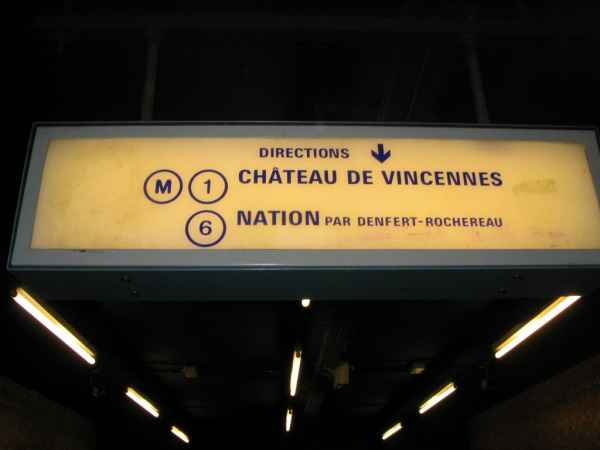 DIRECTIONS ↓
M 1 CHÂTEAU DE VINCENNES
6 NATION PAR DENFERT-ROCHEREAU